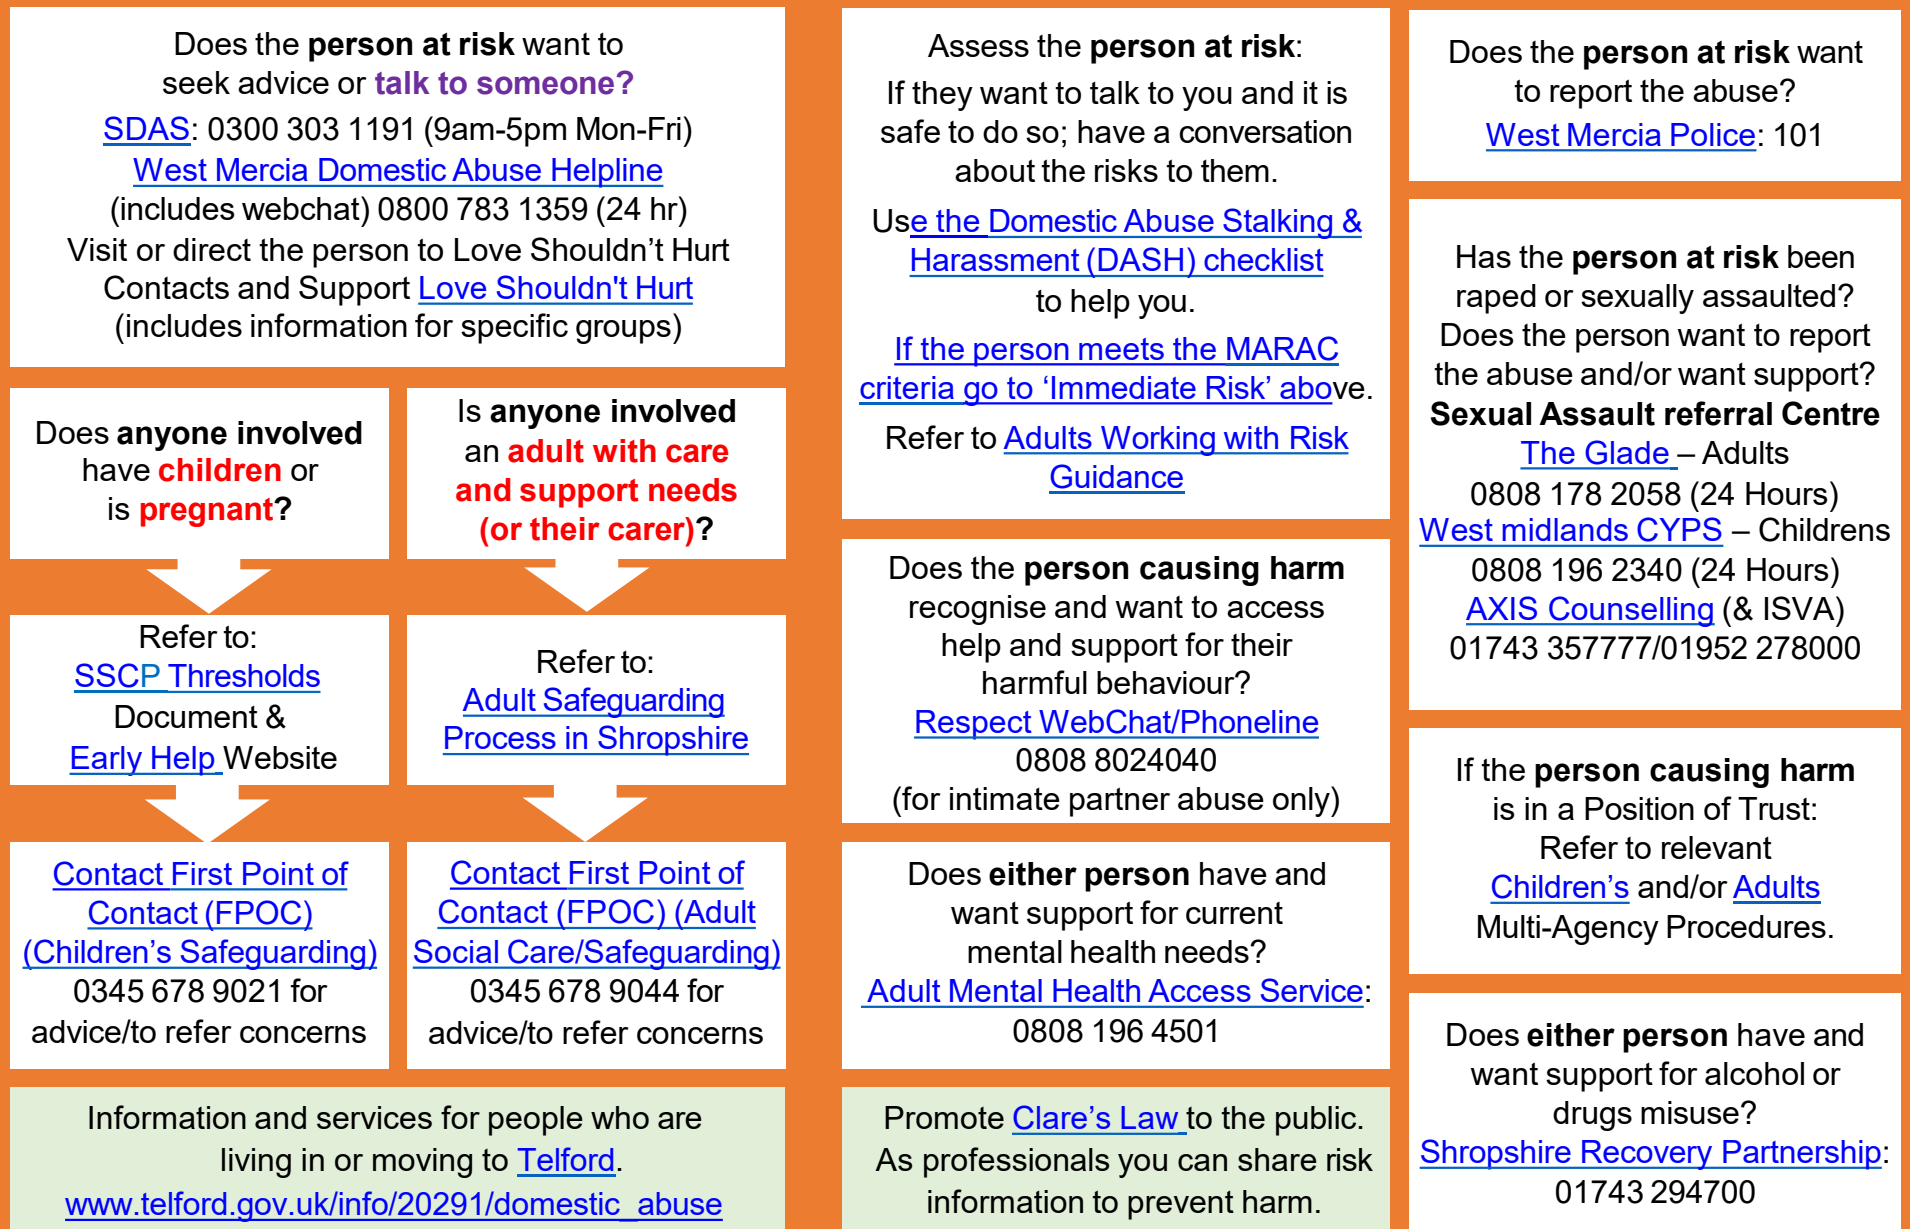 Does the person at risk want to
seek advice or talk to someone?
SDAS: 0300 303 1191 (9am-5pm Mon-Fri)
West Mercia Domestic Abuse Helpline
(includes webchat) 0800 783 1359 (24 hr)
Visit or direct the person to Love Shouldn’t Hurt
Contacts and Support Love Shouldn't Hurt
(includes information for specific groups)
Does anyone involved
have children or
is pregnant?
Refer to:
SSCP Thresholds
Document &
Early Help Website
Contact First Point of
Contact (FPOC)
(Children’s Safeguarding)
0345 678 9021 for
advice/to refer concerns
Is anyone involved
an adult with care
and support needs
(or their carer)?
Refer to:
Adult Safeguarding
Process in Shropshire
Contact First Point of
Contact (FPOC) (Adult
Social Care/Safeguarding)
0345 678 9044 for
advice/to refer concerns
Information and services for people who are
living in or moving to Telford.
www.telford.gov.uk/info/20291/domestic_abuse
Assess the person at risk:
If they want to talk to you and it is
safe to do so; have a conversation
about the risks to them.
Use the Domestic Abuse Stalking &
Harassment (DASH) checklist
to help you.
If the person meets the MARAC
criteria go to ‘Immediate Risk’ above.
Refer to Adults Working with Risk
Guidance
Does the person causing harm
recognise and want to access
help and support for their
harmful behaviour?
Respect WebChat/Phoneline
0808 8024040
(for intimate partner abuse only)
Does either person have and
want support for current
mental health needs?
Adult Mental Health Access Service:
0808 196 4501
Promote Clare’s Law to the public.
As professionals you can share risk
information to prevent harm.
Does the person at risk want
to report the abuse?
West Mercia Police: 101
Has the person at risk been
raped or sexually assaulted?
Does the person want to report
the abuse and/or want support?
Sexual Assault referral Centre
The Glade – Adults
0808 178 2058 (24 Hours)
West midlands CYPS – Childrens
0808 196 2340 (24 Hours)
AXIS Counselling (& ISVA)
01743 357777/01952 278000
If the person causing harm
is in a Position of Trust:
Refer to relevant
Children’s and/or Adults
Multi-Agency Procedures.
Does either person have and
want support for alcohol or
drugs misuse?
Shropshire Recovery Partnership:
01743 294700